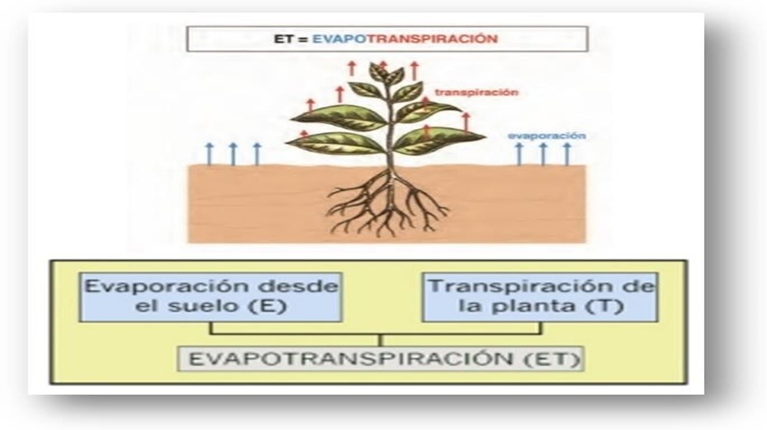 ET = EVAPOTRANSPIRACIÓN
transpiración
evaporación
Evaporación desde
el suelo (E)
Transpiración de
la planta (T)
EVAPOTRANSPIRACIÓN (ET)